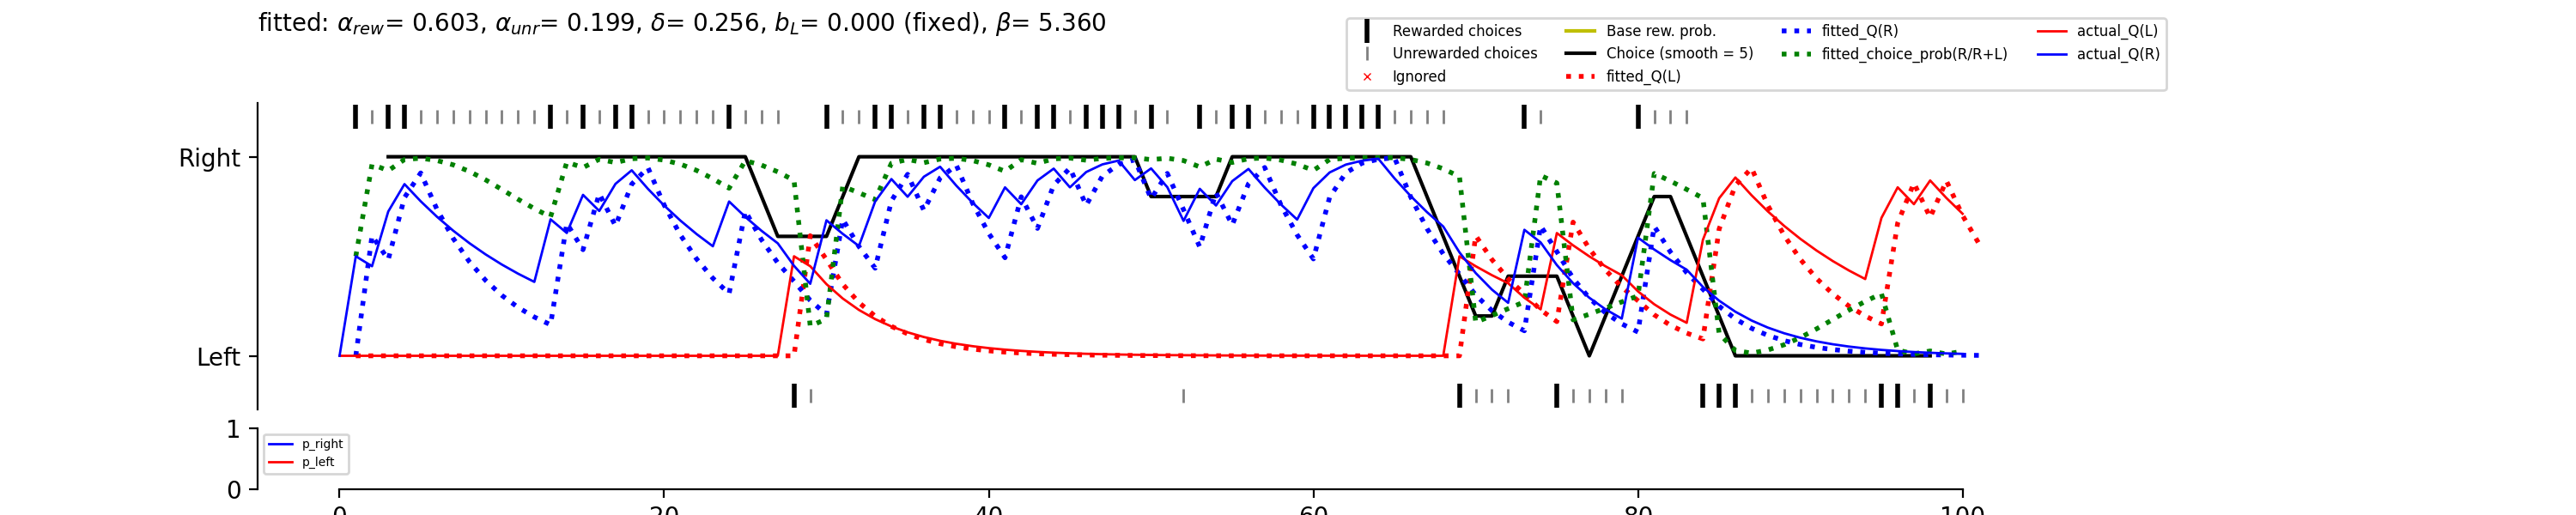 fitted: αrew= 0.603, αunr= 0.199, δ= 0.256, bL= 0.000 (fixed), β= 5.360
Rewarded choices
Unrewarded choices
Ignored
Base rew. prob.
Choice (smooth = 5)
fitted_Q(L)
fitted_Q(R)
fitted_choice_prob(R/R+L)
actual_Q(L)
actual_Q(R)
Right
Left
1
0
p_right
p_left
0 20 40 60 80 100